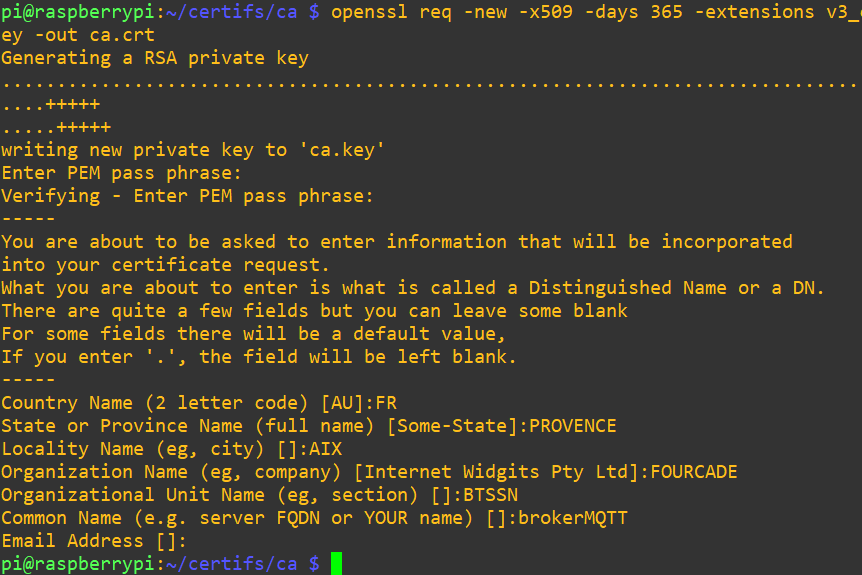 pi@raspberrypi:~/certifs/ca $ openssl req -new -x509 -days 365 -extensions v3_
ey -out ca.crt
Generating a RSA private key
..............................................................................
....+++++
.....+++++
writing new private key to 'ca.key'
Enter PEM pass phrase:
Verifying - Enter PEM pass phrase:
-----
You are about to be asked to enter information that will be incorporated
into your certificate request.
What you are about to enter is what is called a Distinguished Name or a DN.
There are quite a few fields but you can leave some blank
For some fields there will be a default value,
If you enter '.', the field will be left blank.
-----
Country Name (2 letter code) [AU]:FR
State or Province Name (full name) [Some-State]:PROVENCE
Locality Name (eg, city) []:AIX
Organization Name (eg, company) [Internet Widgits Pty Ltd]:FOURCADE
Organizational Unit Name (eg, section) []:BTSSN
Common Name (e.g. server FQDN or YOUR name) []:brokerMQTT
Email Address []:
pi@raspberrypi:~/certifs/ca $